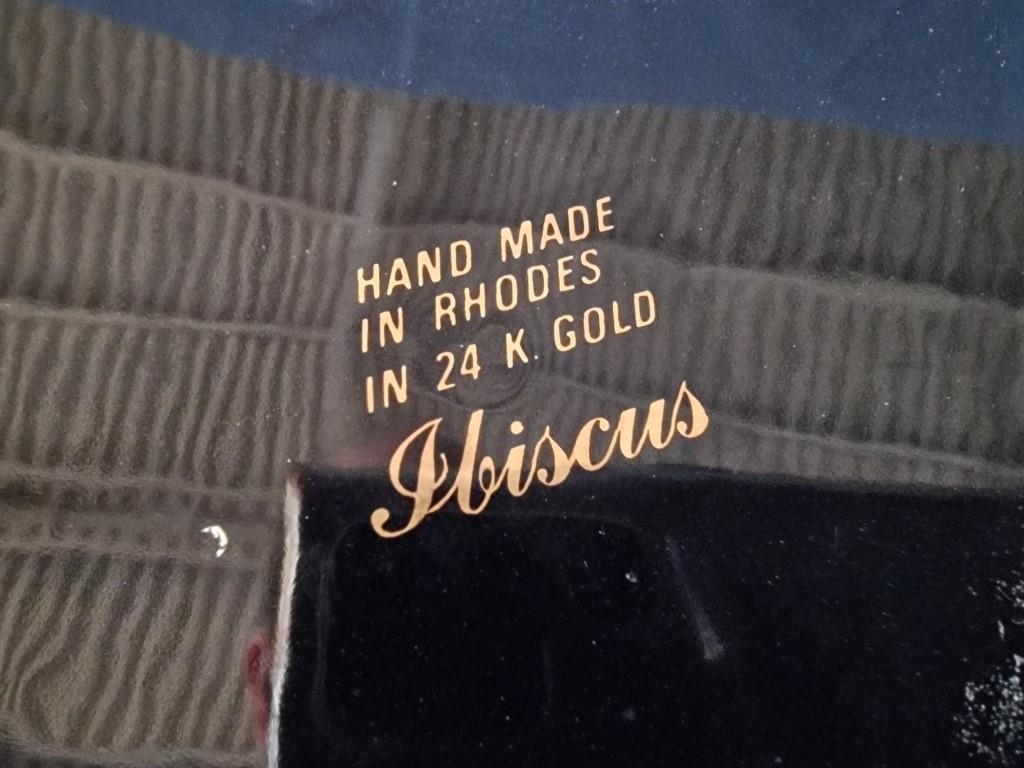 HAND MADE
IN RHODES
IN 24 K. GOLD
Ibiscus